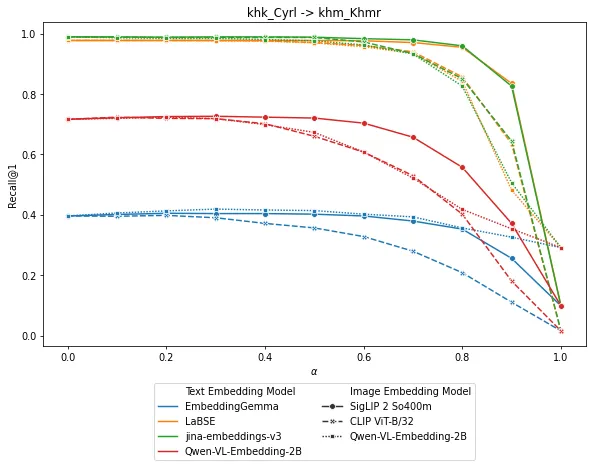 khk_Cyrl -> khm_Khmr
Recall@1
1.0
0.8
0.6
0.4
0.2
0.0
0.0 0.2 0.4 0.6 0.8 1.0
α
Text Embedding Model
EmbeddingGemma
LaBSE
jina-embeddings-v3
Qwen-VL-Embedding-2B
Image Embedding Model
SigLIP 2 So400m
CLIP ViT-B/32
Qwen-VL-Embedding-2B